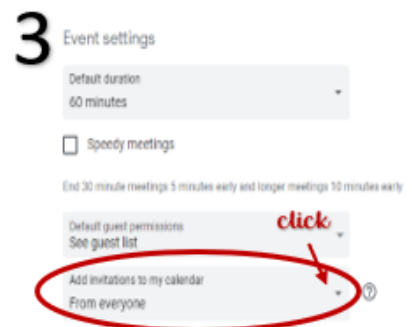 3
Event settings
Default duration
60 minutes
Speedy meetings
End 30 minute meetings 5 minutes early and longer meetings 10 minutes early
Default guest permissions
See guest list
click
Add invitations to my calendar
From everyone
?